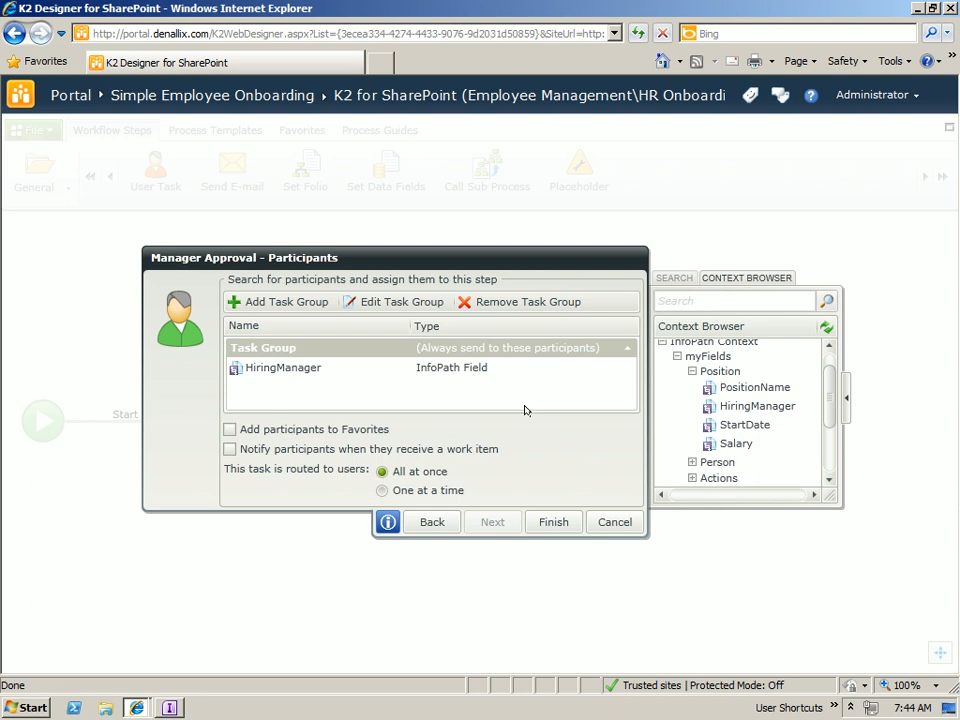 K2 Designer for SharePoint - Windows Internet Explorer
http://portal.denallix.com/K2WebDesigner.aspx?List={3ecea334-4274-4433-9076-9d2031d50859}&SiteUrl=http:
Bing
Favorites
K2 Designer for SharePoint
Page
Safety
Tools
Portal
Simple Employee Onboarding
K2 for SharePoint (Employee Management\HR Onboardi
Administrator
File
Workflow Steps
Process Templates
Favorites
Process Guides
General
User Task
Send E-mail
Set Folio
Set Data Fields
Call Sub Process
Placeholder
Manager Approval - Participants
Search for participants and assign them to this step
Add Task Group
Edit Task Group
Remove Task Group
Name
Type
Task Group
(Always send to these participants)
HiringManager
InfoPath Field
Add participants to Favorites
Notify participants when they receive a work item
This task is routed to users:
All at once
One at a time
Back
Next
Finish
Cancel
SEARCH
CONTEXT BROWSER
Search
Context Browser
InfoPath Context
myFields
Position
PositionName
HiringManager
StartDate
Salary
Person
Actions
Start
Done
Trusted sites | Protected Mode: Off
100%
Start
User Shortcuts
7:44 AM